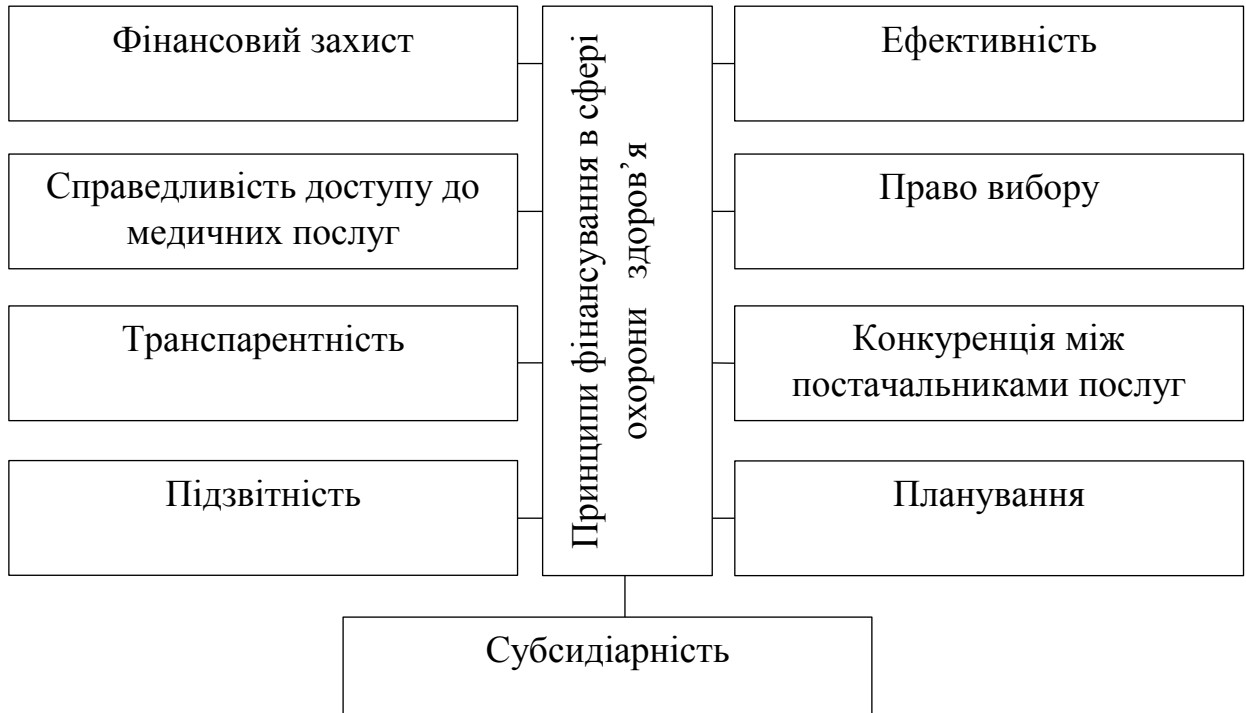 Фінансовий захист
Справедливість доступу до
медичних послуг
Транспарентність
Підзвітність
Принципи фінансування в сфері
охорони здоров’я
Ефективність
Право вибору
Конкуренція між
постачальниками послуг
Планування
Субсидіарність